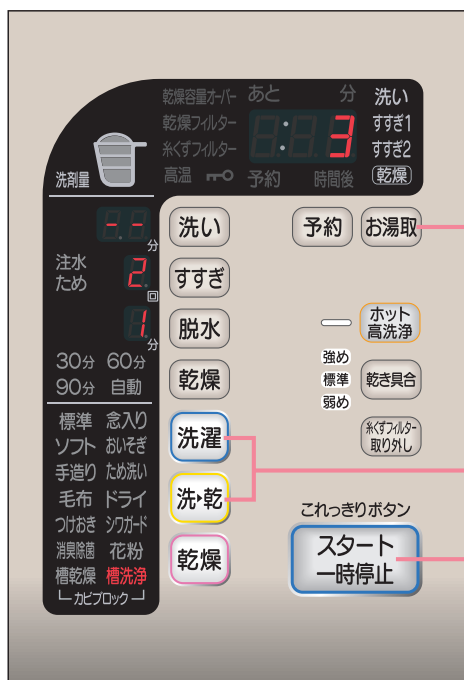 乾燥容量オーバー あと 分 洗い
乾燥フィルター すすぎ1
糸くずフィルター 8:3 すすぎ2
高温 予約 時間後 乾燥
洗剤量
-- 分 洗い 予約 お湯取
注水 ため 2 回 すすぎ
1 分 脱水 ホット 高洗浄
30分 60分
90分 自動 乾燥
強め
標準 乾き具合
弱め
標準 念入り 洗濯 糸くずフィルター 取り外し
ソフト おいそぎ
手造り ため洗い
毛布 ドライ 洗▸乾
つけおき シワガード これっきりボタン
消臭除菌 花粉 乾燥 スタート
槽乾燥 槽洗浄 一時停止
カビブロック